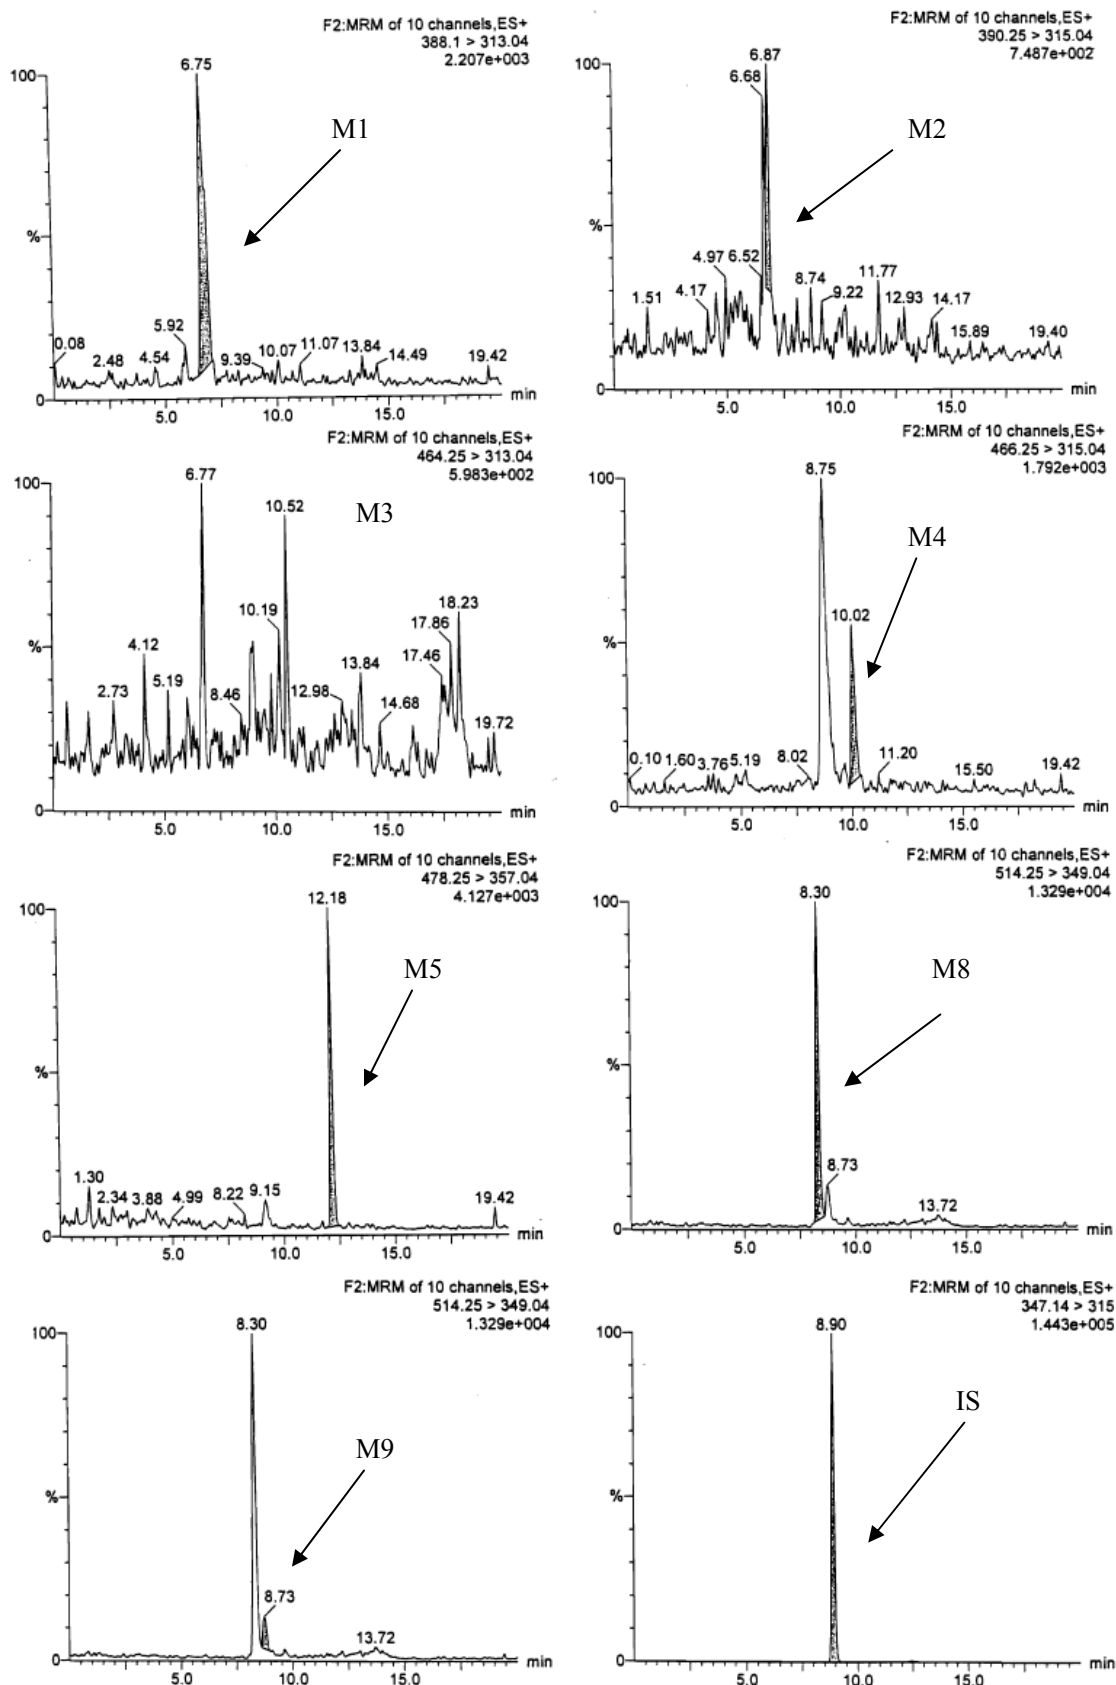 F2:MRM of 10 channels,ES+
388.1 > 313.04
2.207e+003
6.75
100
M1
%
5.92
0.08
2.48
4.54
9.39
10.07
11.07
13.84
14.49
19.42
0
5.0
10.0
15.0
min
F2:MRM of 10 channels,ES+
390.25 > 315.04
7.487e+002
6.87
6.68
100
M2
%
4.97
6.52
8.74
11.77
1.51
4.17
9.22
12.93
14.17
15.89
19.40
0
5.0
10.0
15.0
min
F2:MRM of 10 channels,ES+
464.25 > 313.04
5.983e+002
6.77
100
10.52
M3
10.19
18.23
17.86
%
4.12
17.46
13.84
5.19
2.73
8.46
12.98
14.68
19.72
0
5.0
10.0
15.0
min
F2:MRM of 10 channels,ES+
466.25 > 315.04
1.792e+003
8.75
100
M4
10.02
%
0.10
1.60
3.76
5.19
8.02
11.20
15.50
19.42
0
5.0
10.0
15.0
min
F2:MRM of 10 channels,ES+
478.25 > 357.04
4.127e+003
12.18
100
M5
%
1.30
2.34
3.88
4.99
8.22
9.15
19.42
0
5.0
10.0
15.0
min
F2:MRM of 10 channels,ES+
514.25 > 349.04
1.329e+004
8.30
100
M8
%
8.73
13.72
0
5.0
10.0
15.0
min
F2:MRM of 10 channels,ES+
514.25 > 349.04
1.329e+004
8.30
100
M9
%
8.73
13.72
0
5.0
10.0
15.0
min
F2:MRM of 10 channels,ES+
347.14 > 315
1.443e+005
8.90
100
IS
%
0
5.0
10.0
15.0
min